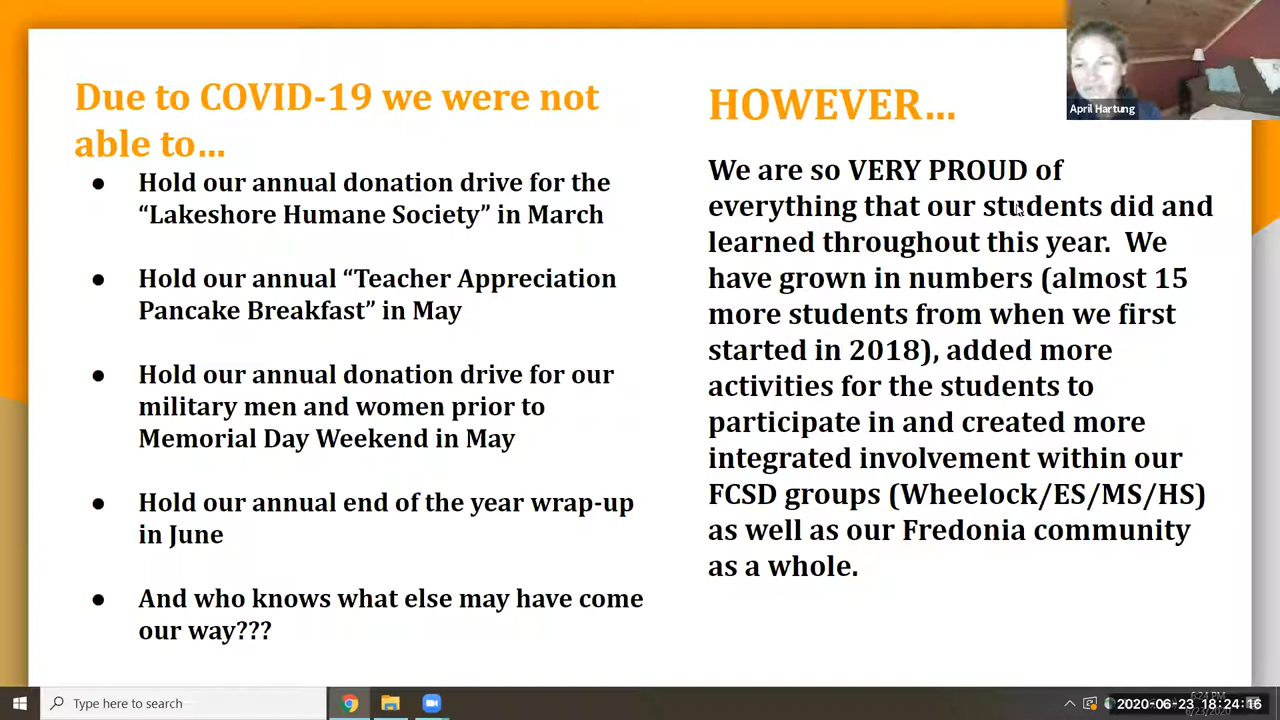 Due to COVID-19 we were not
able to...
● Hold our annual donation drive for the
“Lakeshore Humane Society” in March
● Hold our annual “Teacher Appreciation
Pancake Breakfast” in May
● Hold our annual donation drive for our
military men and women prior to
Memorial Day Weekend in May
● Hold our annual end of the year wrap-up
in June
● And who knows what else may have come
our way???
HOWEVER...
We are so VERY PROUD of
everything that our students did and
learned throughout this year. We
have grown in numbers (almost 15
more students from when we first
started in 2018), added more
activities for the students to
participate in and created more
integrated involvement within our
FCSD groups (Wheelock/ES/MS/HS)
as well as our Fredonia community
as a whole.
April Hartung
Type here to search
6:24 PM
2020-06-23 18:24:16
6/23/2020